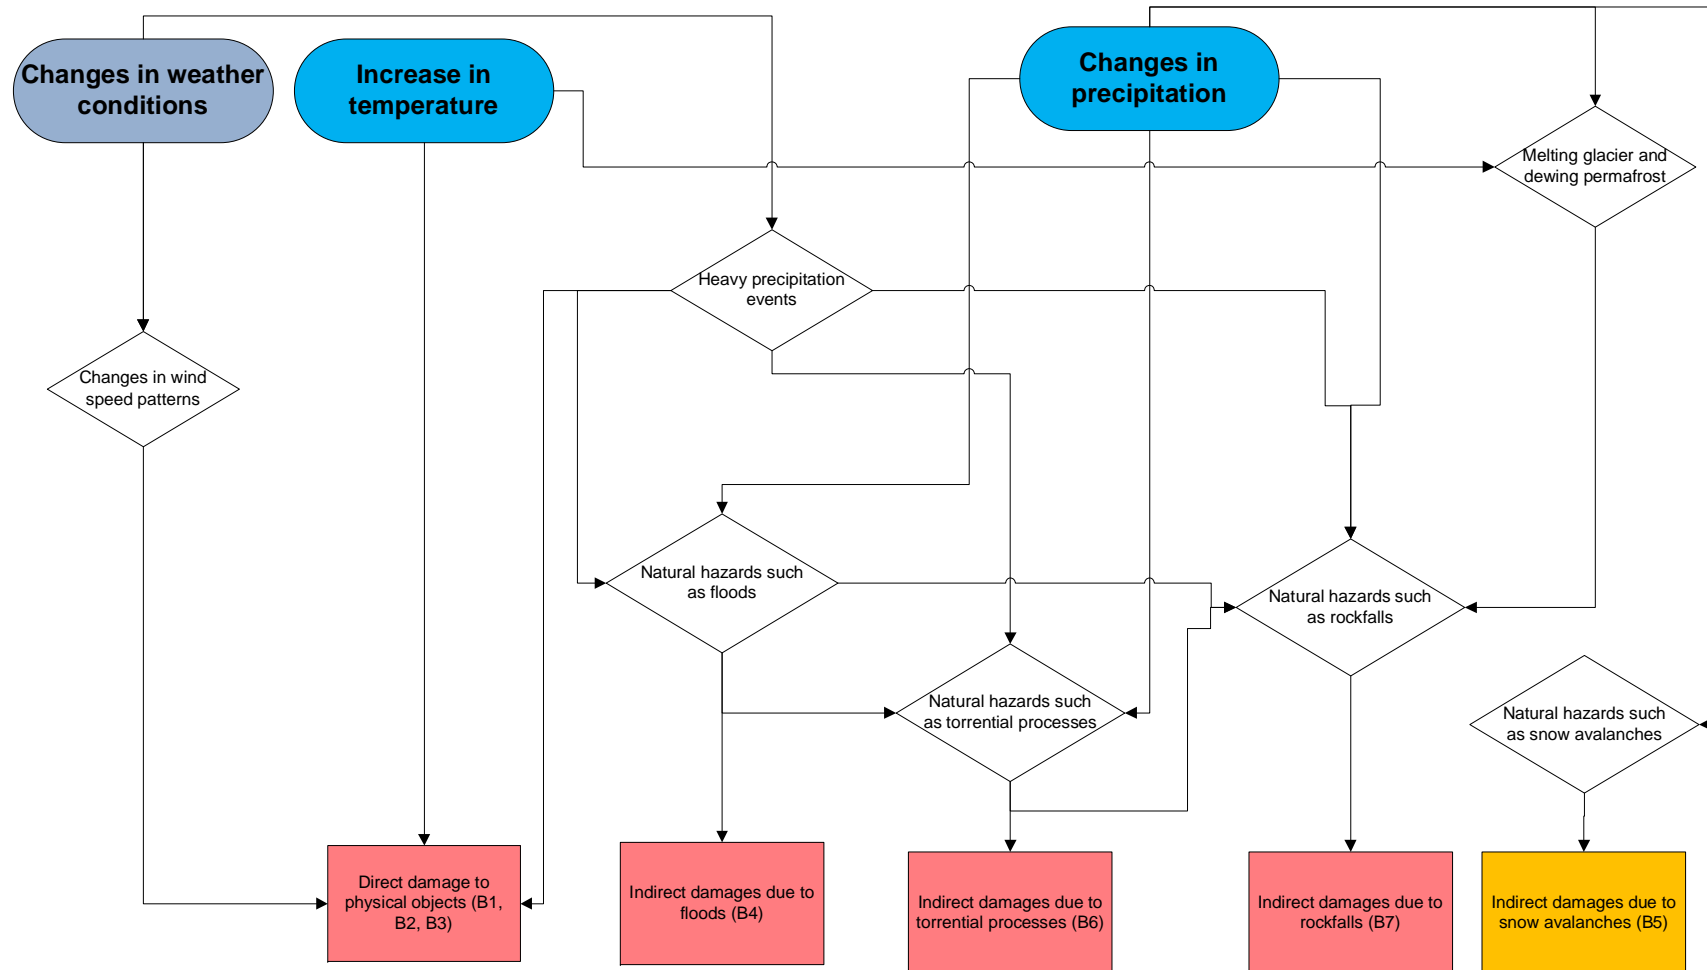 Changes in weather
conditions
Increase in
temperature
Changes in
precipitation
Melting glacier and
dewing permafrost
Heavy precipitation
events
Changes in wind
speed patterns
Natural hazards such
as floods
Natural hazards such
as rockfalls
Natural hazards such
as torrential processes
Natural hazards such
as snow avalanches
Direct damage to
physical objects (B1,
B2, B3)
Indirect damages due to
floods (B4)
Indirect damages due to
torrential processes (B6)
Indirect damages due to
rockfalls (B7)
Indirect damages due to
snow avalanches (B5)